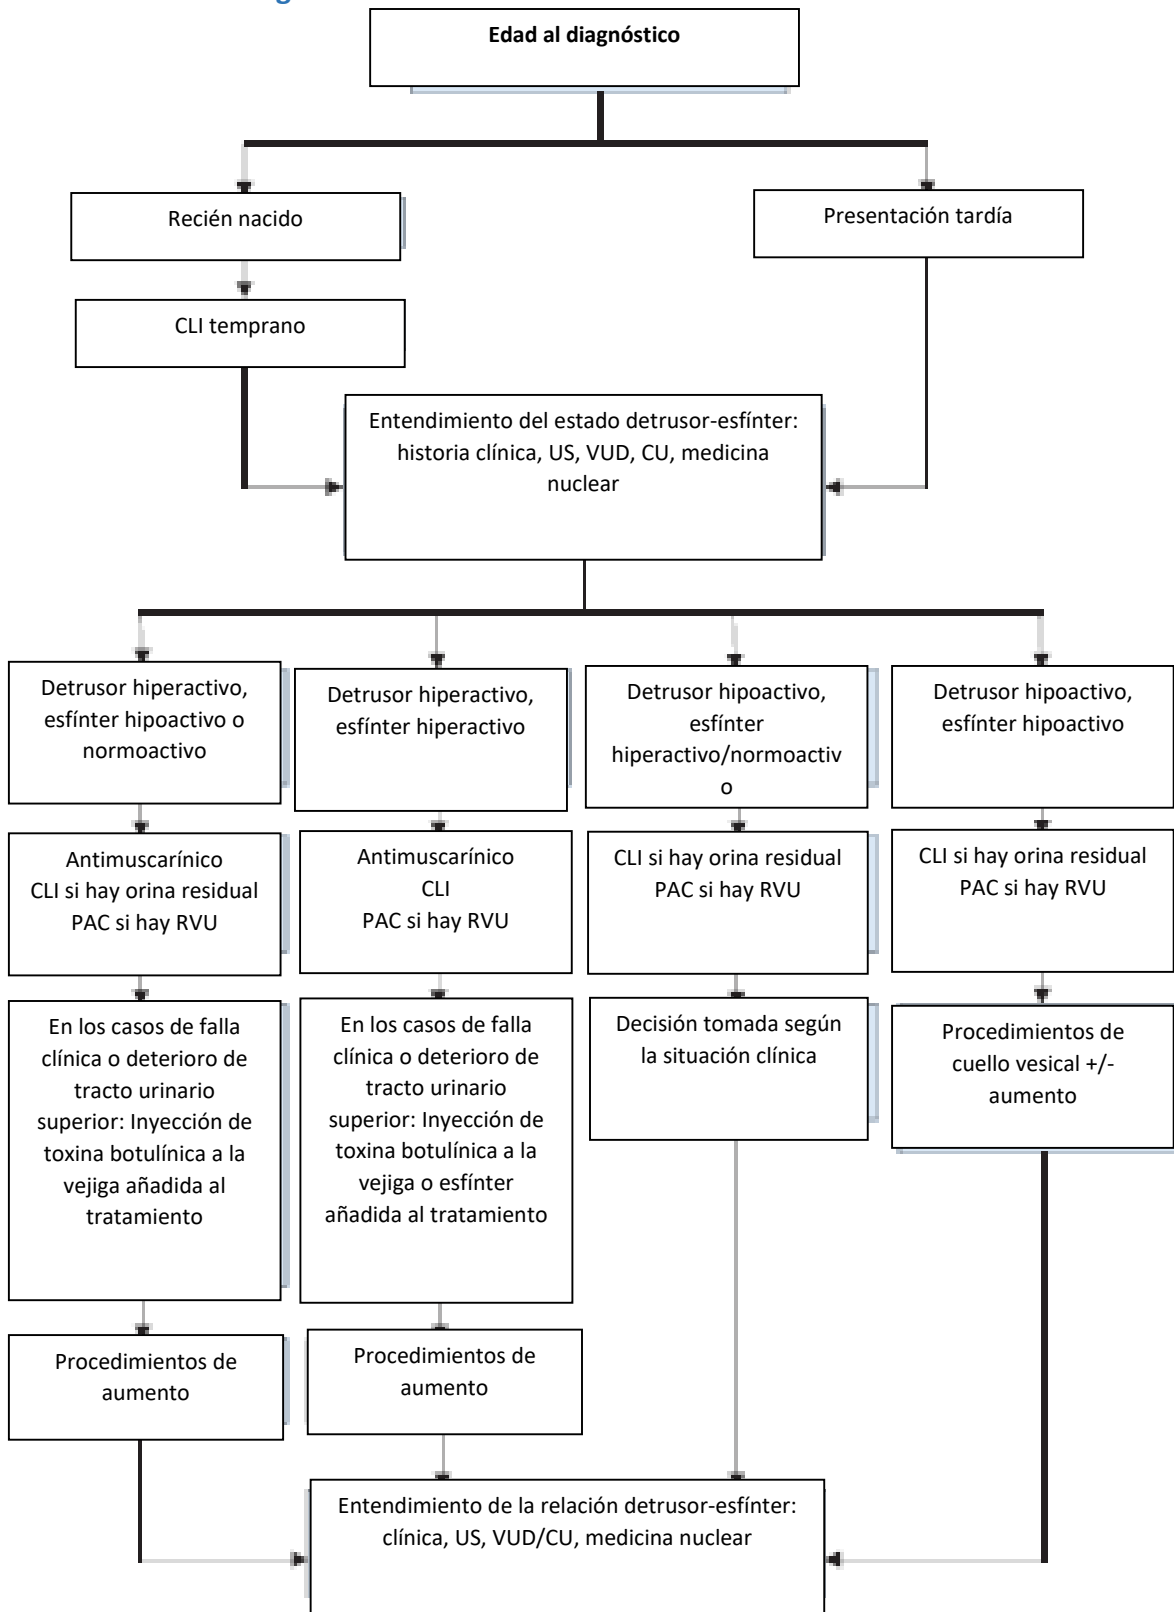 Edad al diagnóstico
Recién nacido
Presentación tardía
CLI temprano
Entendimiento del estado detrusor-esfínter:
historia clínica, US, VUD, CU, medicina
nuclear
Detrusor hiperactivo,
esfínter hipoactivo o
normoactivo
Detrusor hiperactivo,
esfínter hiperactivo
Detrusor hipoactivo,
esfínter
hiperactivo/normoactiv
o
Detrusor hipoactivo,
esfínter hipoactivo
Antimuscarínico
CLI si hay orina residual
PAC si hay RVU
Antimuscarínico
CLI
PAC si hay RVU
CLI si hay orina residual
PAC si hay RVU
CLI si hay orina residual
PAC si hay RVU
En los casos de falla
clínica o deterioro de
tracto urinario
superior: Inyección de
toxina botulínica a la
vejiga añadida al
tratamiento
En los casos de falla
clínica o deterioro de
tracto urinario
superior: Inyección de
toxina botulínica a la
vejiga o esfínter
añadida al tratamiento
Decisión tomada según
la situación clínica
Procedimientos de
cuello vesical +/-
aumento
Procedimientos de
aumento
Procedimientos de
aumento
Entendimiento de la relación detrusor-esfínter:
clínica, US, VUD/CU, medicina nuclear